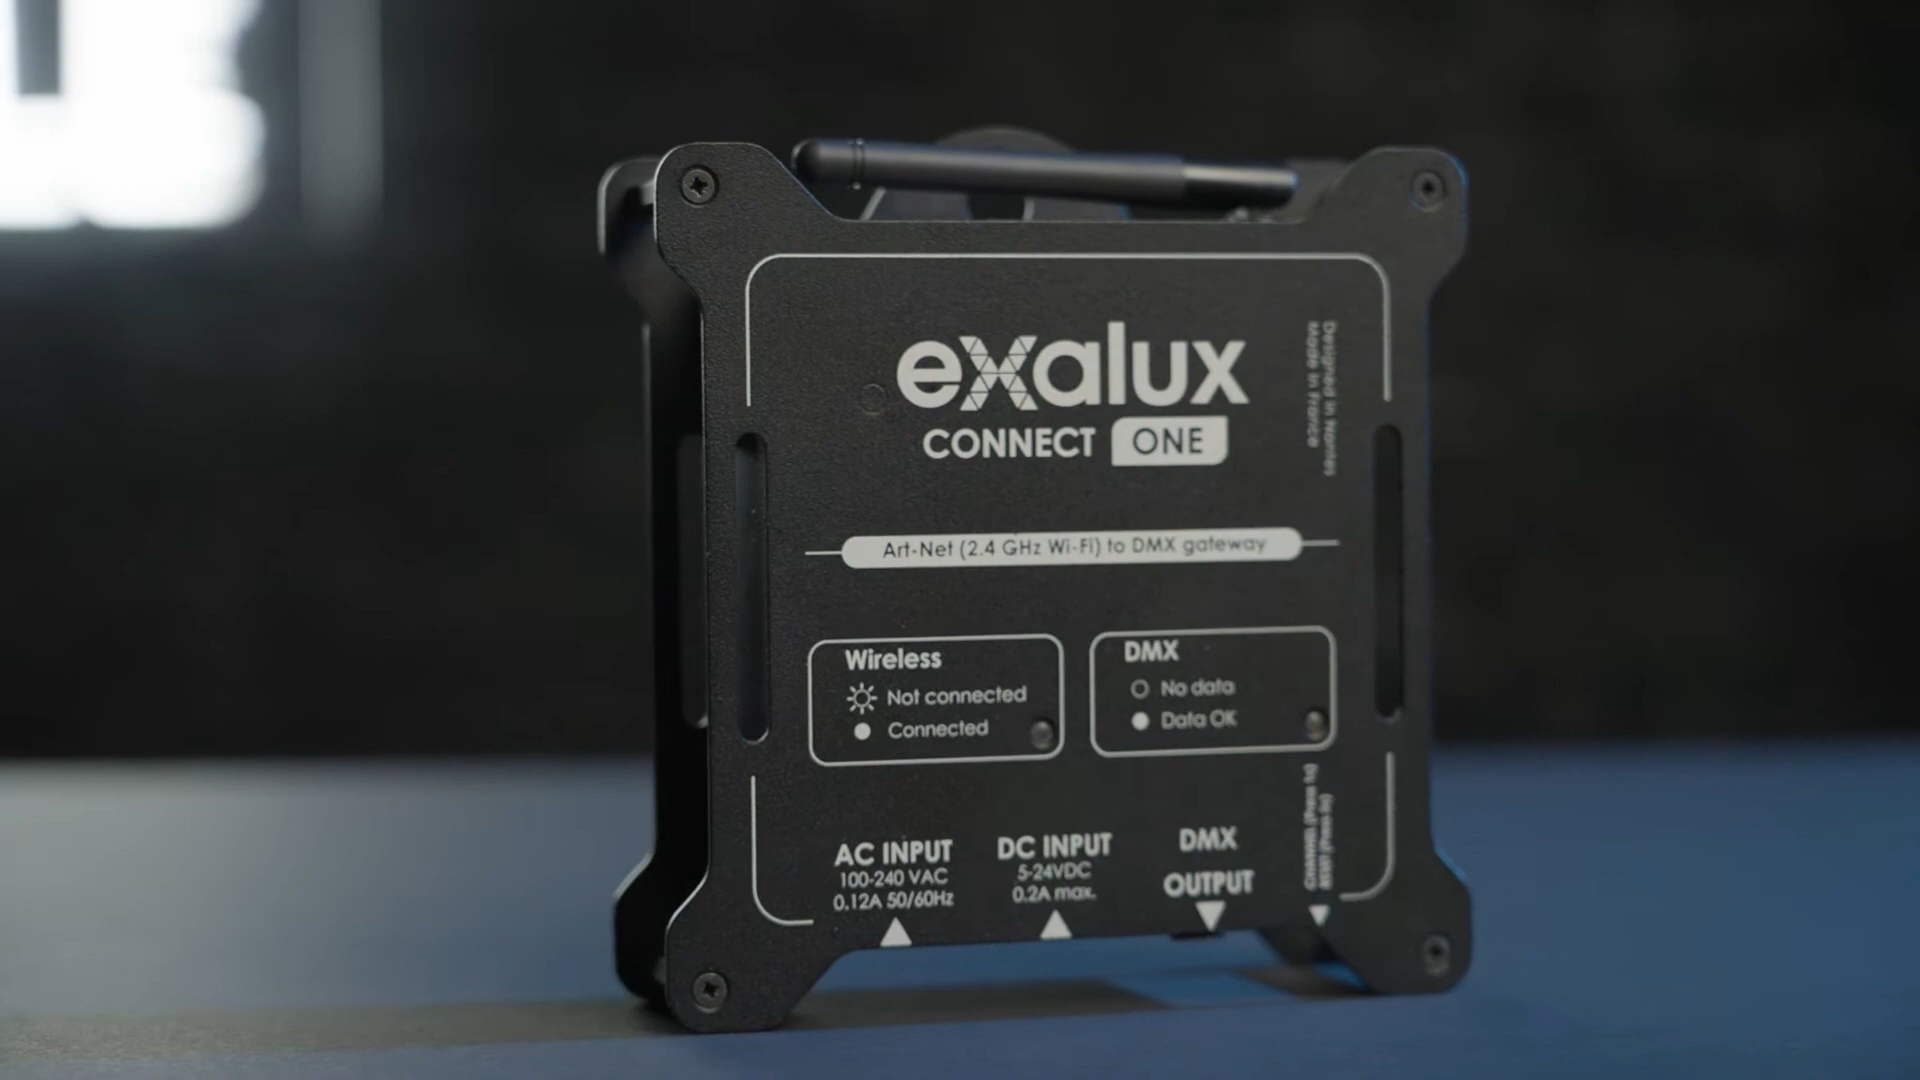 exalux
CONNECT ONE
Designed in Nantes
Made in France
Art-Net (2.4 GHz Wi-Fi) to DMX gateway
Wireless
Not connected
Connected
DMX
No data
Data OK
AC INPUT
100-240 VAC
0.12A 50/60Hz
DC INPUT
5-24VDC
0.2A max.
DMX
OUTPUT